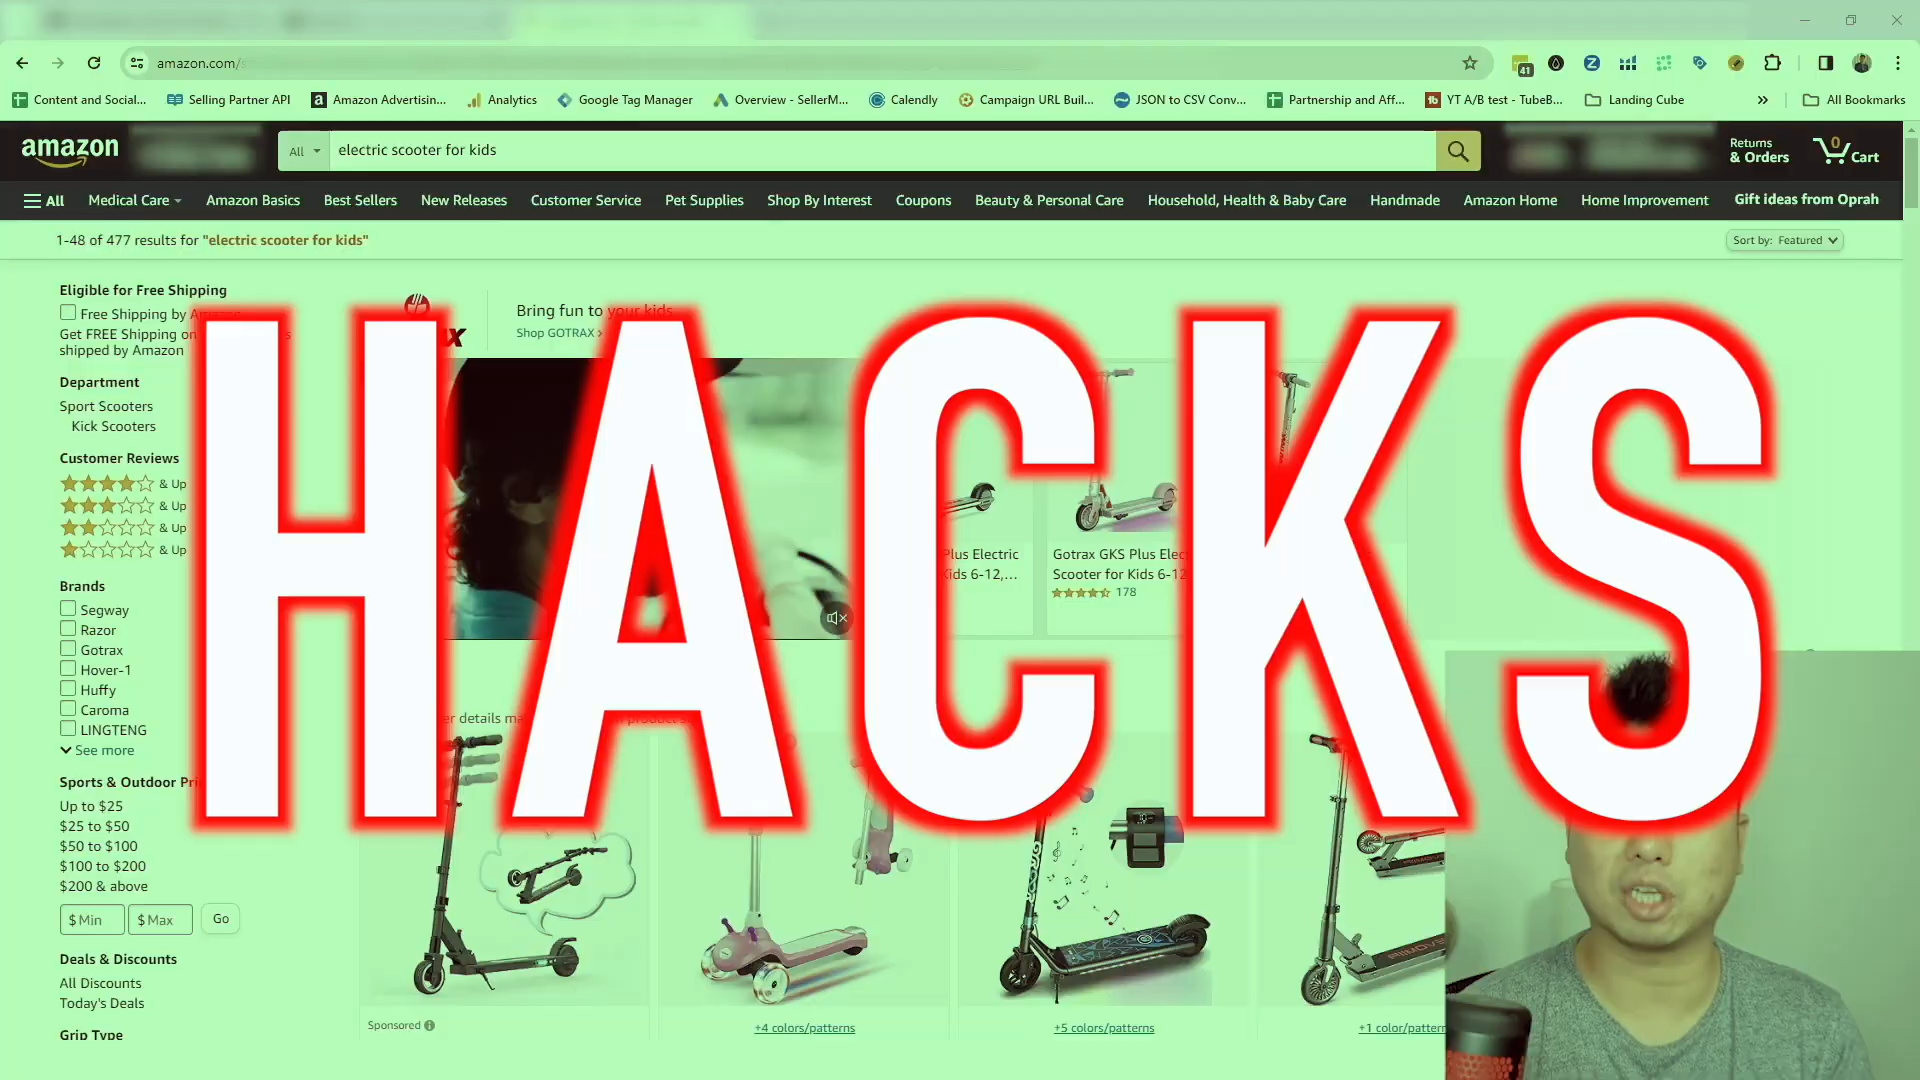 amazon.com/
41
Content and Social...
Selling Partner API
Amazon Advertisin...
Analytics
Google Tag Manager
Overview - SellerM...
Calendly
Campaign URL Buil...
JSON to CSV Conv...
Partnership and Aff...
YT A/B test - TubeB...
Landing Cube
All Bookmarks
amazon
All
electric scooter for kids
Returns
& Orders
0
Cart
All
Medical Care
Amazon Basics
Best Sellers
New Releases
Customer Service
Pet Supplies
Shop By Interest
Coupons
Beauty & Personal Care
Household, Health & Baby Care
Handmade
Amazon Home
Home Improvement
Gift ideas from Oprah
1-48 of 477 results for "electric scooter for kids"
Sort by: Featured
Eligible for Free Shipping
Free Shipping by
Get FREE Shipping on
shipped by Amazon
Department
Sport Scooters
Kick Scooters
Customer Reviews
& Up
& Up
& Up
& Up
Brands
Segway
Razor
Gotrax
Hover-1
Huffy
Caroma
LINGTENG
See more
Sports & Outdoor
Up to $25
$25 to $50
$50 to $100
$100 to $200
$200 & above
$ Min
$ Max
Go
Deals & Discounts
All Discounts
Today's Deals
Grip Type
Bring fun to your kids
Shop GOTRAX
HACKS
Plus Electric
Kids 6-12,...
Gotrax GKS Plus
Scooter for Kids 6-12
178
details
Sponsored
+4 colors/patterns
+5 colors/patterns
+1 color/pattern